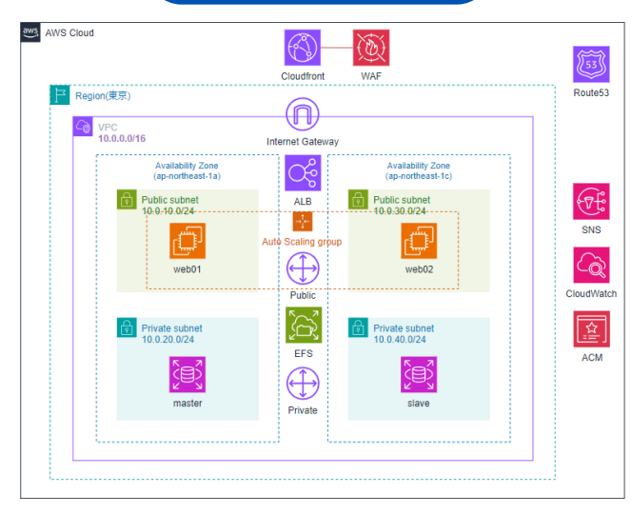 aws
AWS Cloud
Cloudfront
WAF
53
Route53
Region(東京)
Internet Gateway
VPC
10.0.0.0/16
Availability Zone
(ap-northeast-1a)
Availability Zone
(ap-northeast-1c)
ALB
Public subnet
10.0.10.0/24
Public subnet
10.0.30.0/24
SNS
Auto Scaling group
web01
web02
Public
CloudWatch
Private subnet
10.0.20.0/24
EFS
Private subnet
10.0.40.0/24
ACM
master
Private
slave